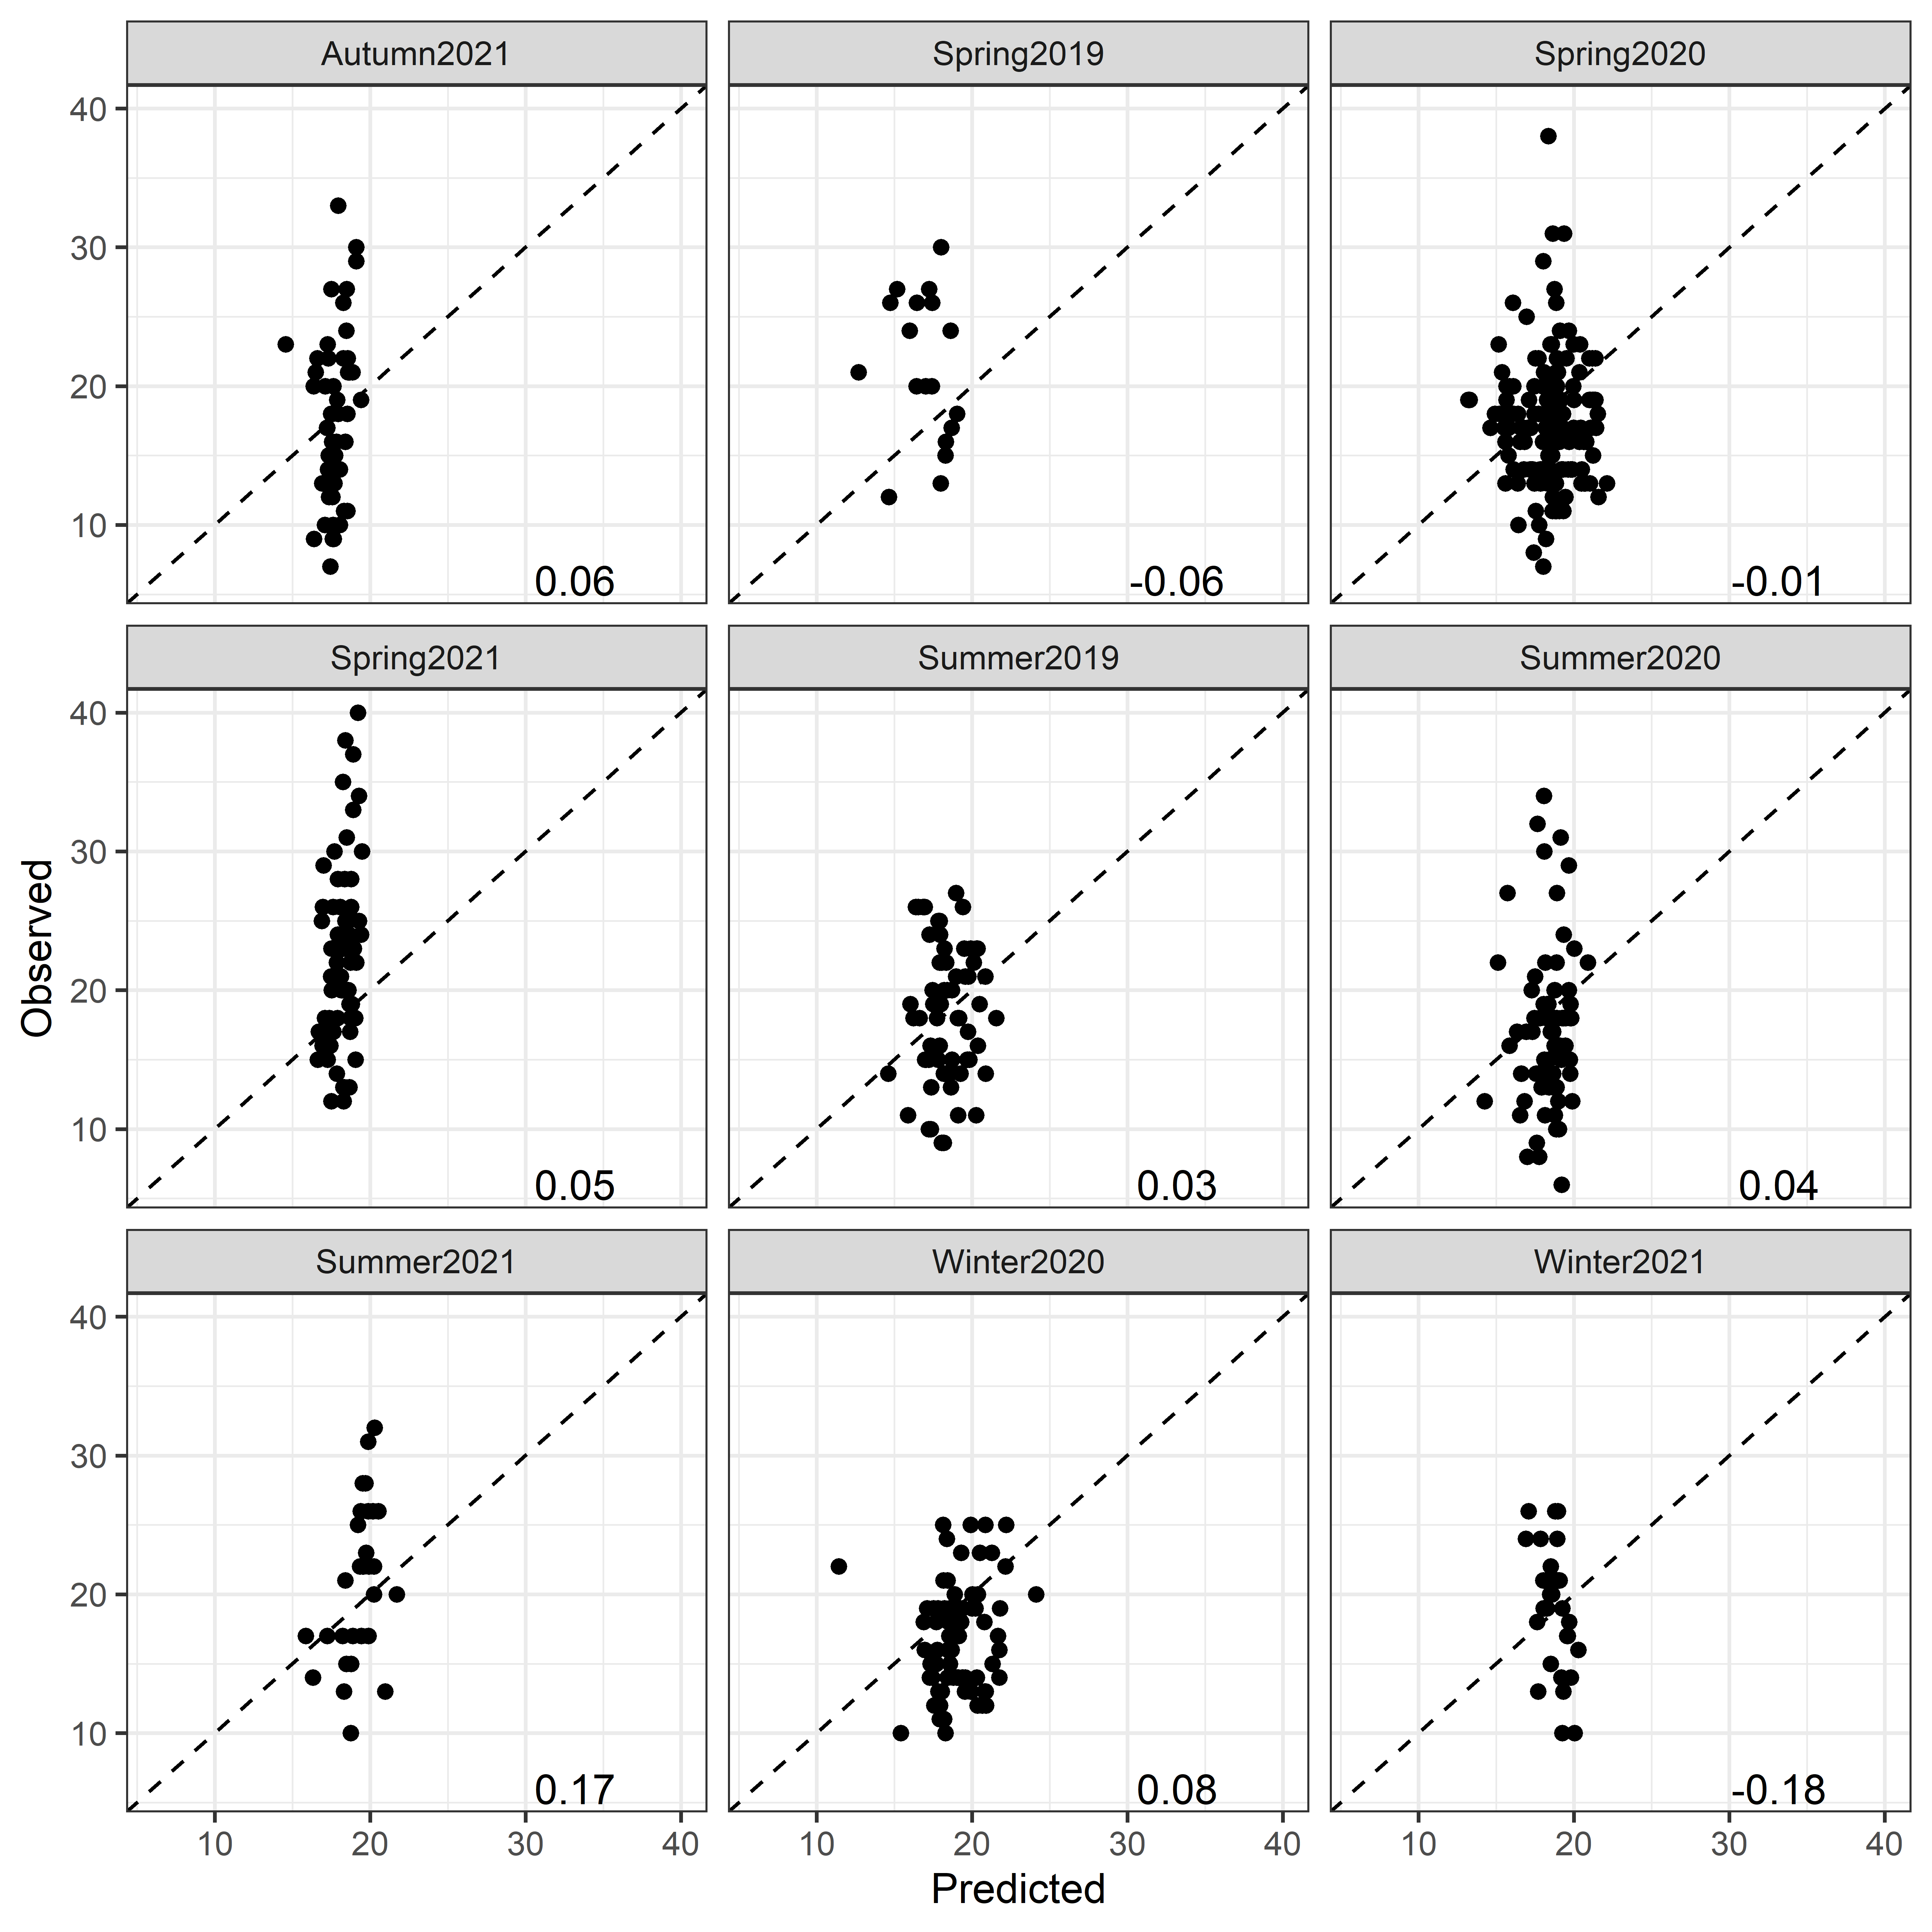 Autumn2021 Spring2019 Spring2020
40
30
20
10
0.06 -0.06 -0.01
Spring2021 Summer2019 Summer2020
40
30
20
10
0.05 0.03 0.04
Observed
Summer2021 Winter2020 Winter2021
40
30
20
10
0.17 0.08 -0.18
10 20 30 40 10 20 30 40 10 20 30 40
Predicted